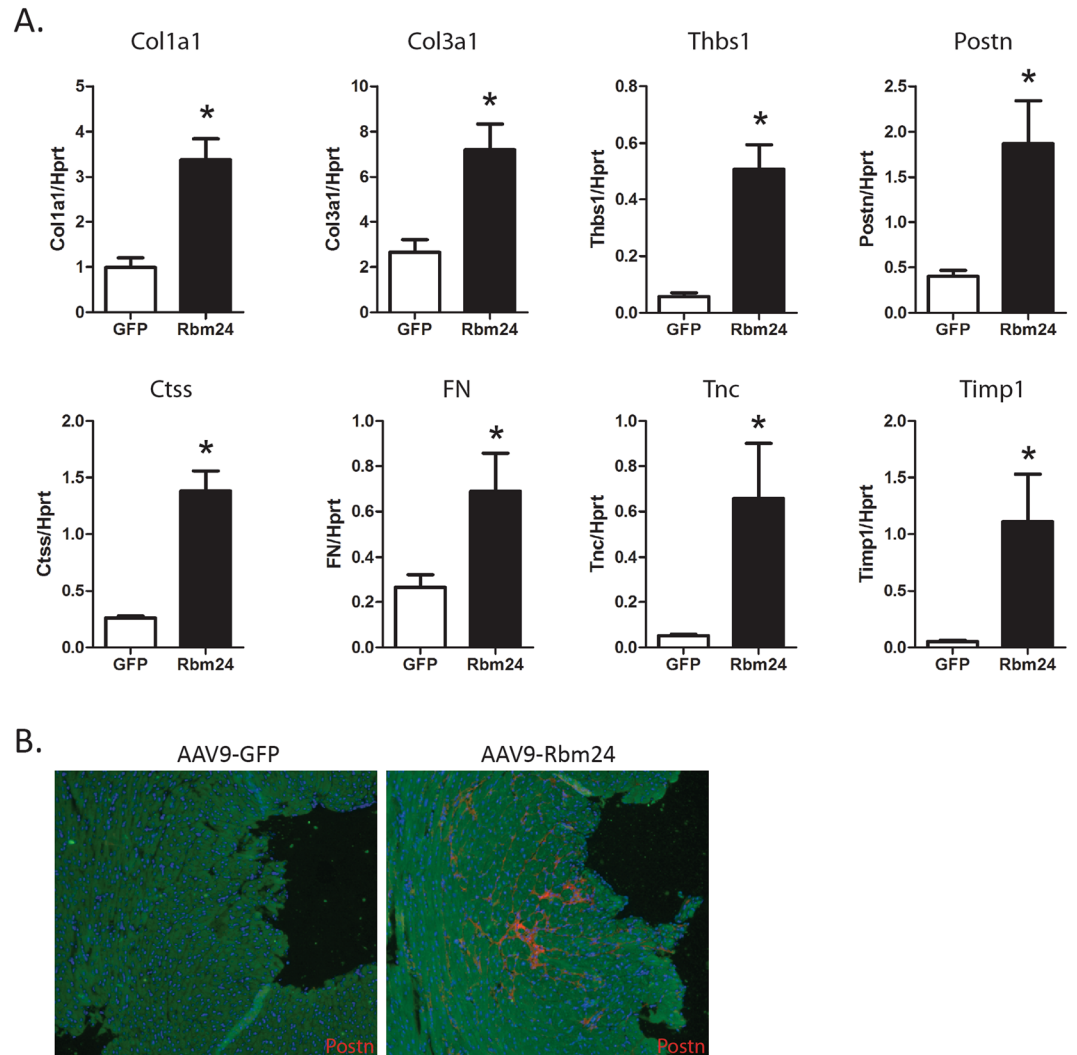 A.
Col1a1 Col3a1 Thbs1 Postn
5 10 0.8 2.5
4 8 2.0
3 6 0.6 1.5
2 4 0.4 1.0
1 2 0.2 0.5
0 0 0.0 0.0
Col1a1/Hprt Col3a1/Hprt Thbs1/Hprt Postn/Hprt
* * * *
GFP Rbm24 GFP Rbm24 GFP Rbm24 GFP Rbm24
Ctss FN Tnc Timp1
2.0 1.0 1.0 2.0
1.5 0.8 0.8 1.5
1.0 0.6 0.6 1.0
0.5 0.4 0.4 0.5
0.0 0.2 0.2 0.0
0.0 0.0
Ctss/Hprt FN/Hprt Tnc/Hprt Timp1/Hprt
* * * *
GFP Rbm24 GFP Rbm24 GFP Rbm24 GFP Rbm24
B.
AAV9-GFP AAV9-Rbm24
Postn Postn